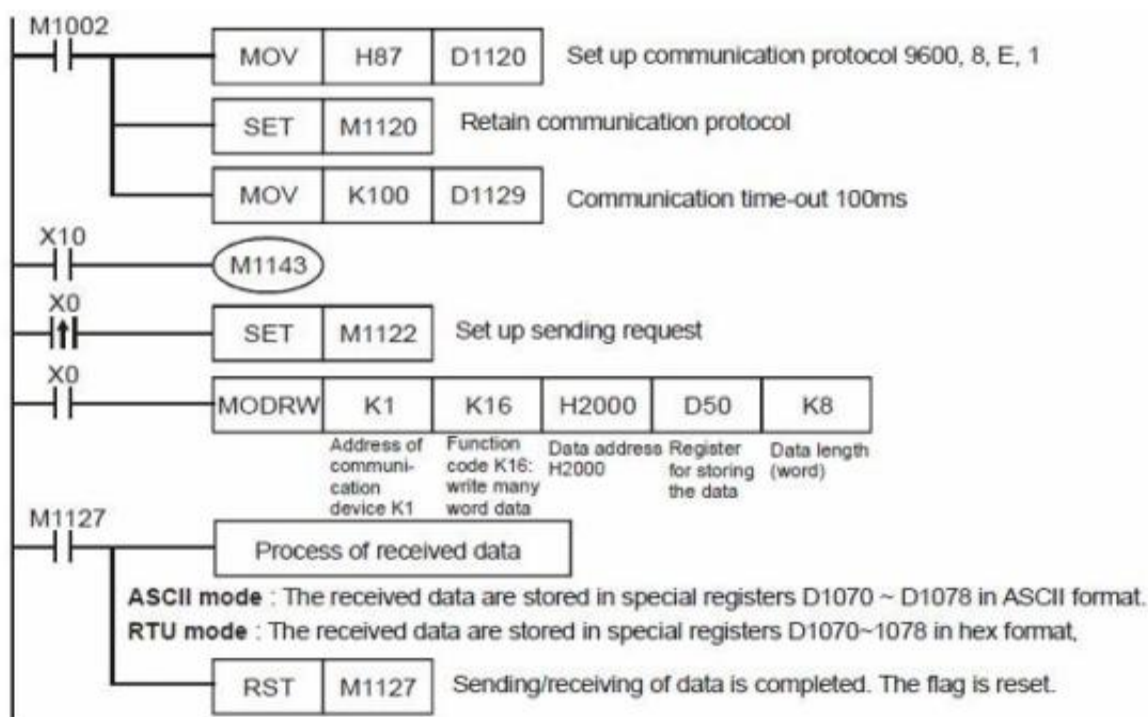 M1002
MOV H87 D1120 Set up communication protocol 9600, 8, E, 1
SET M1120 Retain communication protocol
MOV K100 D1129 Communication time-out 100ms
X10
M1143
X0
SET M1122 Set up sending request
X0
MODRW K1 K16 H2000 D50 K8
Address of communi-cation device K1
Function code K16: write many word data
Data address H2000
Register for storing the data
Data length (word)
M1127
Process of received data
ASCII mode : The received data are stored in special registers D1070 ~ D1078 in ASCII format.
RTU mode : The received data are stored in special registers D1070~1078 in hex format,
RST M1127 Sending/receiving of data is completed. The flag is reset.